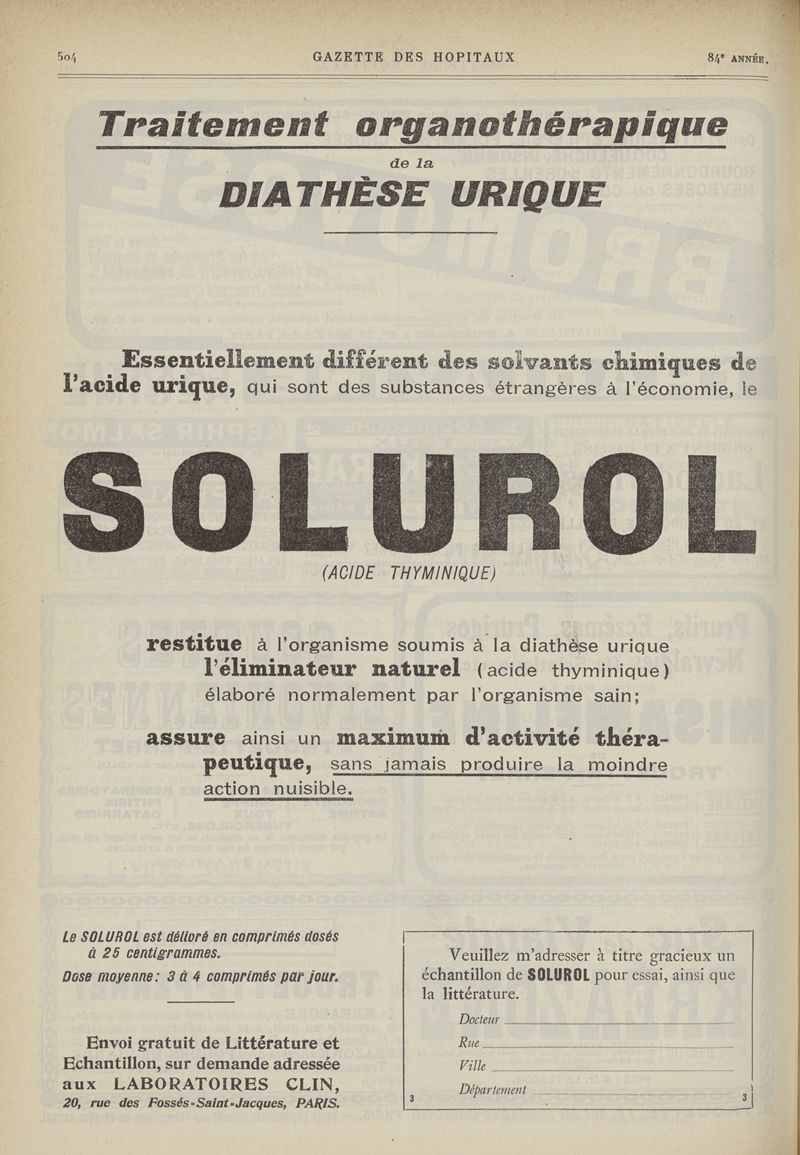 504
GAZETTE DES HOPITAUX
84e ANNÉE.
Traitement organothérapique
de la
DIATHÈSE URIQUE
Essentiellement différent des solvants chimiques de
l'acide urique, qui sont des substances étrangères à l'économie, le
SOLUROL
(ACIDE THYMINIQUE)
restitue à l'organisme soumis à la diathèse urique
l'éliminateur naturel (acide thyminique)
élaboré normalement par l'organisme sain;
assure ainsi un maximum d'activité théra-
peutique, sans jamais produire la moindre
action nuisible.
Le SOLUROL est délivré en comprimés dosés
à 25 centigrammes.
Dose moyenne: 3 à 4 comprimés par jour.
Envoi gratuit de Littérature et
Echantillon, sur demande adressée
aux LABORATOIRES CLIN,
20, rue des Fossés-Saint-Jacques, PARIS.
Veuillez m'adresser à titre gracieux un
échantillon de SOLUROL pour essai, ainsi que
la littérature.
Docteur
Rue
Ville
Département
3 3